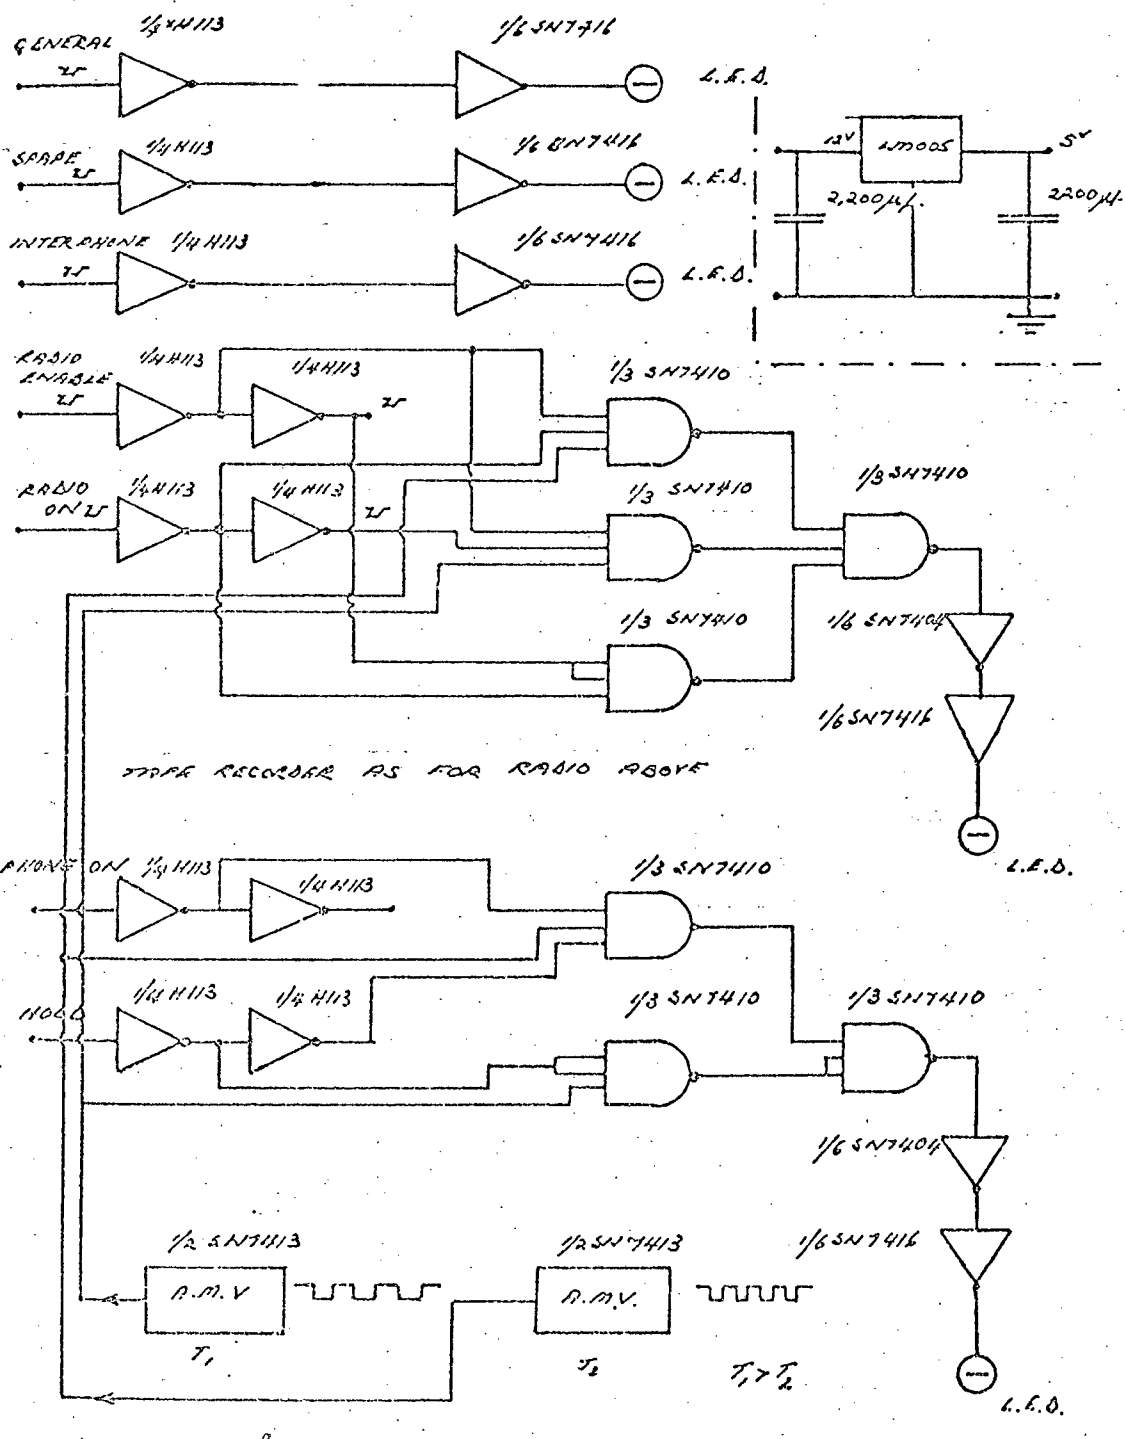 GENERAL
1/4 H113
1/6 SN7416
L.E.D.
SPARE
1/4 H113
1/6 SN7416
L.E.D.
INTERPHONE
1/4 H113
1/6 SN7416
L.E.D.
12V
LM005
5V
2,200µf.
2200µf.
RADIO ENABLE
1/4 H113
1/4 H113
1/3 SN7410
RADIO ON
1/4 H113
1/4 H113
1/3 SN7410
1/3 SN7410
1/3 SN7410
1/6 SN7404
1/6 SN7416
TAPE RECORDER AS FOR RADIO ABOVE
L.E.D.
PHONE ON
1/4 H113
1/4 H113
1/3 SN7410
HOLD
1/4 H113
1/4 H113
1/3 SN7410
1/3 SN7410
1/6 SN7404
1/2 SN7413
1/2 SN7413
1/6 SN7416
A.M.V
A.M.V.
T1
T2
T1 > T2
L.E.D.